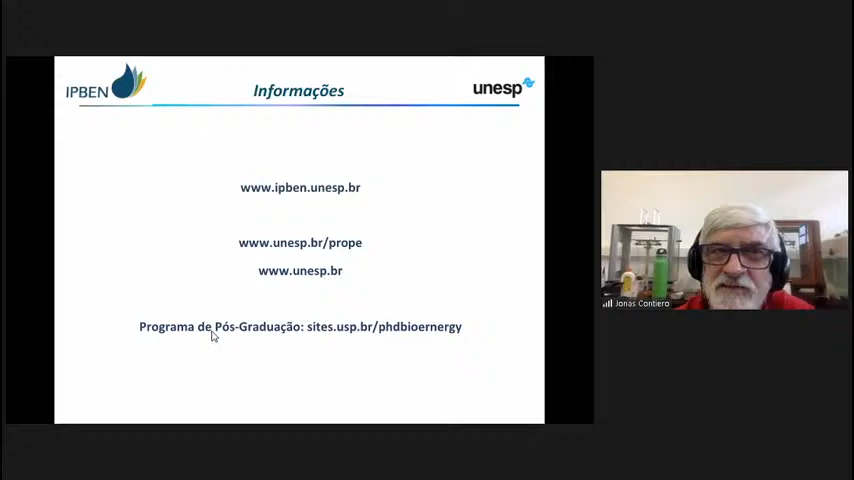 IPBEN
Informações
unesp
www.ipben.unesp.br
www.unesp.br/prope
www.unesp.br
Programa de Pós-Graduação: sites.usp.br/phdbioernergy
Jonas Contiero